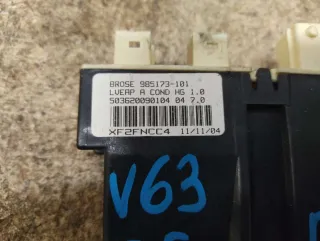 BROSE 985173-101
LVEAP A COND HG 1.0
503620090104 04 7.0
XF2FNCC4 11/11/04
V63